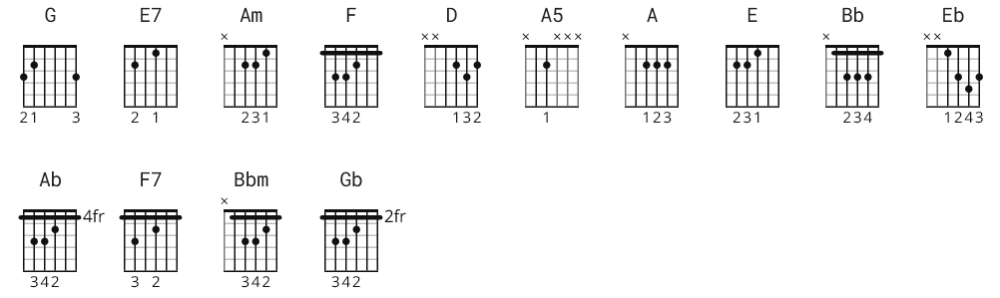 G E7 Am F D A5 A E Bb Eb
× ×× × ××× × × ××
21 3 2 1 231 342 132 1 123 231 234 1243
Ab F7 Bbm Gb
×
4fr 2fr
342 3 2 342 342